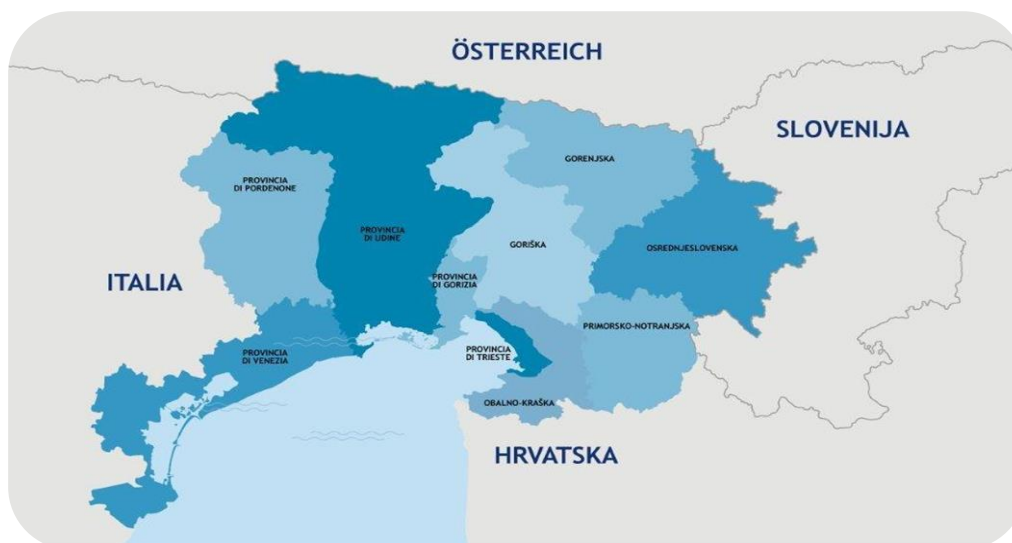 ÖSTERREICH
SLOVENIJA
GORENJSKA
PROVINCIA
DI PORDENONE
PROVINCIA
DI UDINE
GORIŠKA
OSREDNJESLOVENSKA
ITALIA
PROVINCIA
DI GORIZIA
PRIMORSKO-NOTRANJSKA
PROVINCIA
DI VENEZIA
PROVINCIA
DI TRIESTE
OBALNO-KRAŠKA
HRVATSKA